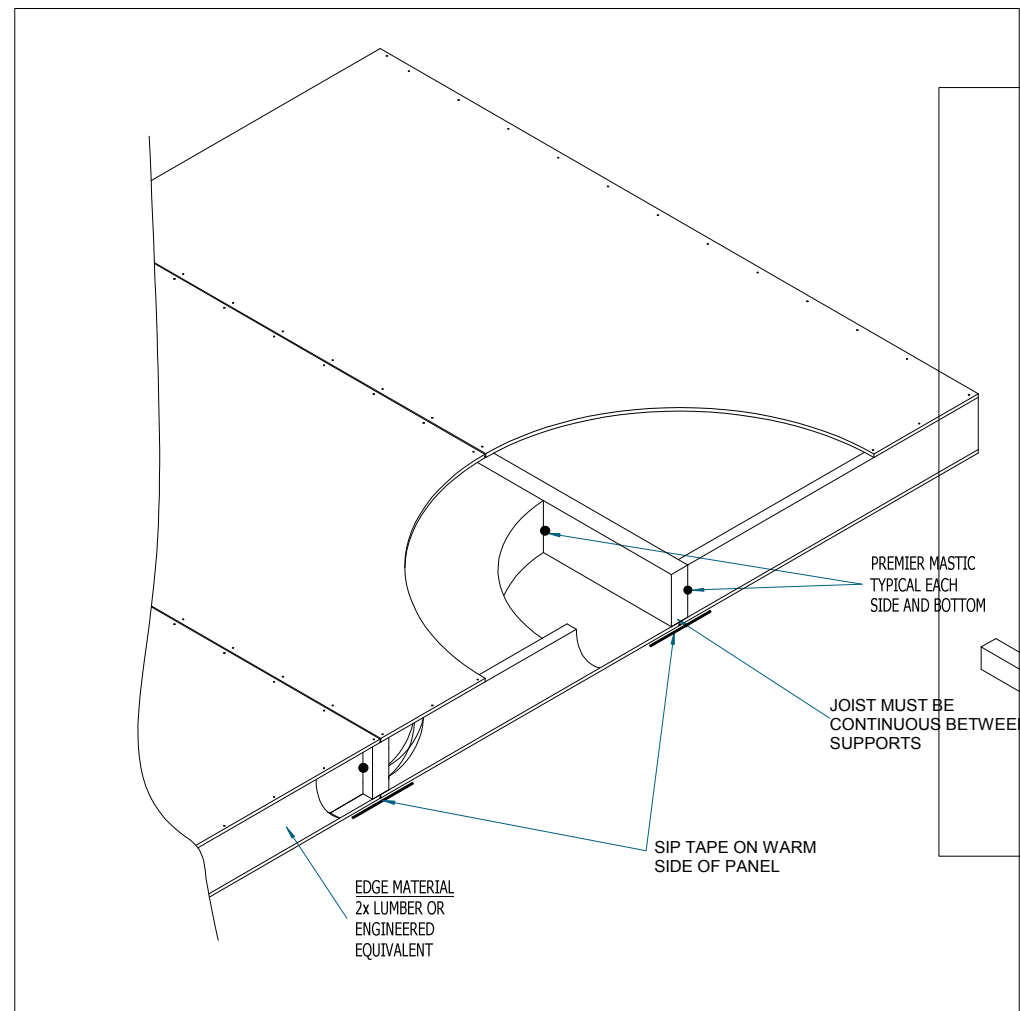 PREMIER MASTIC
TYPICAL EACH
SIDE AND BOTTOM
JOIST MUST BE
CONTINUOUS BETWEE
SUPPORTS
SIP TAPE ON WARM
SIDE OF PANEL
EDGE MATERIAL
2x LUMBER OR
ENGINEERED
EQUIVALENT